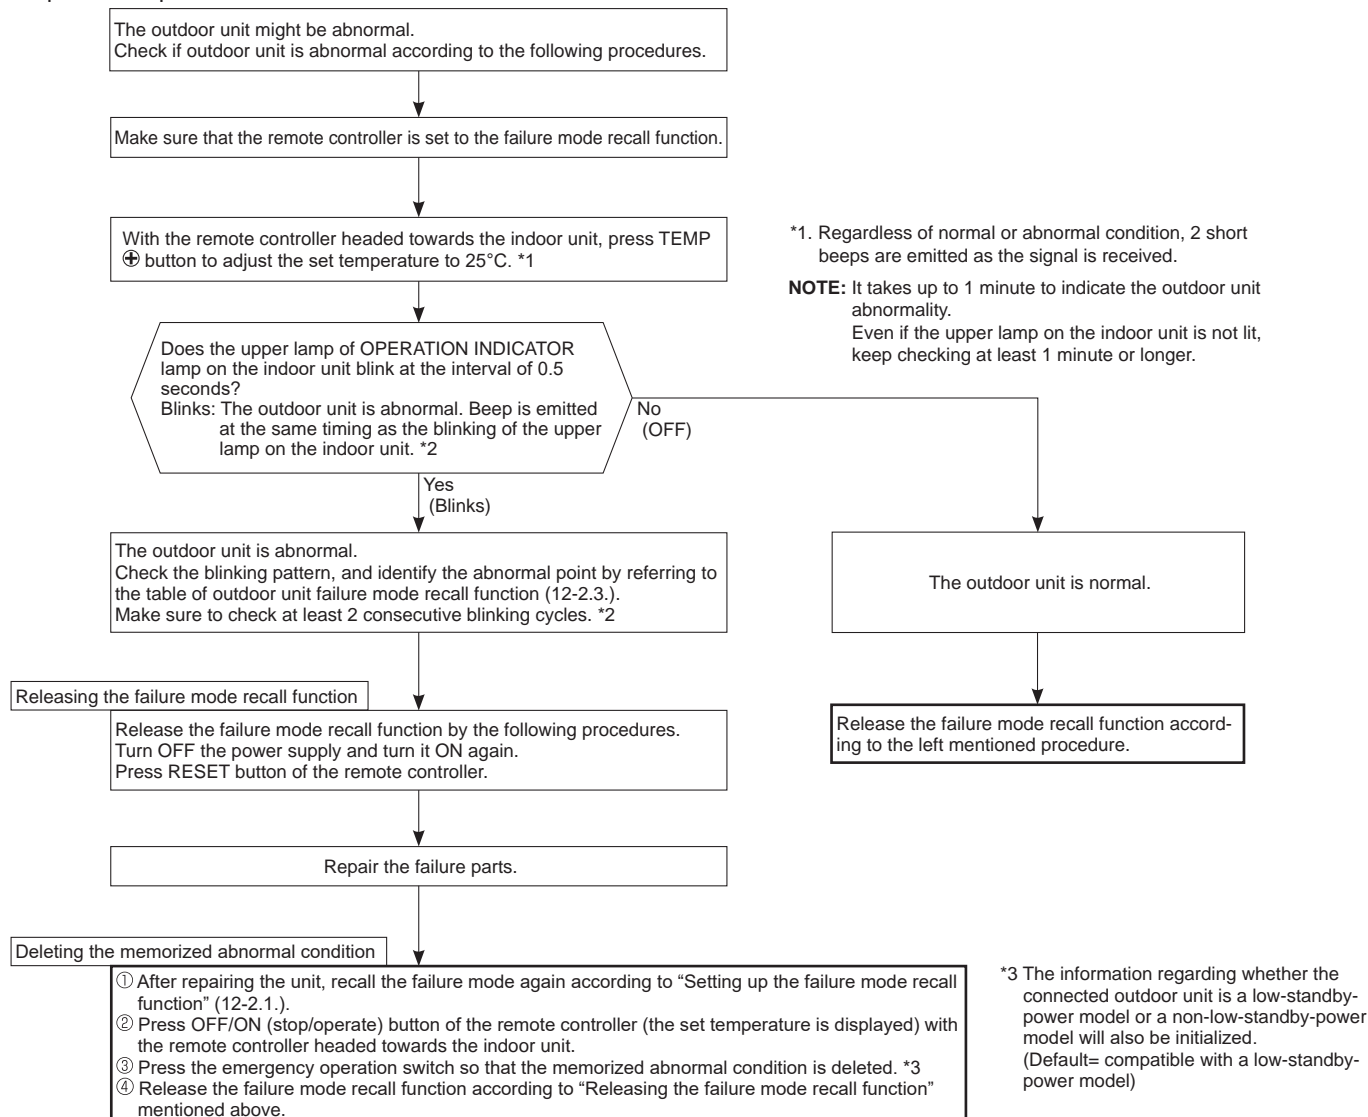 The outdoor unit might be abnormal.
Check if outdoor unit is abnormal according to the following procedures.
Make sure that the remote controller is set to the failure mode recall function.
With the remote controller headed towards the indoor unit, press TEMP
⊕ button to adjust the set temperature to 25°C. *1
*1. Regardless of normal or abnormal condition, 2 short
beeps are emitted as the signal is received.
NOTE: It takes up to 1 minute to indicate the outdoor unit
abnormality.
Even if the upper lamp on the indoor unit is not lit,
keep checking at least 1 minute or longer.
Does the upper lamp of OPERATION INDICATOR
lamp on the indoor unit blink at the interval of 0.5
seconds?
Blinks: The outdoor unit is abnormal. Beep is emitted
at the same timing as the blinking of the upper
lamp on the indoor unit. *2
No
(OFF)
Yes
(Blinks)
The outdoor unit is abnormal.
Check the blinking pattern, and identify the abnormal point by referring to
the table of outdoor unit failure mode recall function (12-2.3.).
Make sure to check at least 2 consecutive blinking cycles. *2
The outdoor unit is normal.
Releasing the failure mode recall function
Release the failure mode recall function by the following procedures.
Turn OFF the power supply and turn it ON again.
Press RESET button of the remote controller.
Release the failure mode recall function accord-
ing to the left mentioned procedure.
Repair the failure parts.
Deleting the memorized abnormal condition
① After repairing the unit, recall the failure mode again according to “Setting up the failure mode recall
function” (12-2.1.).
② Press OFF/ON (stop/operate) button of the remote controller (the set temperature is displayed) with
the remote controller headed towards the indoor unit.
③ Press the emergency operation switch so that the memorized abnormal condition is deleted. *3
④ Release the failure mode recall function according to “Releasing the failure mode recall function”
mentioned above.
*3 The information regarding whether the
connected outdoor unit is a low-standby-
power model or a non-low-standby-power
model will also be initialized.
(Default= compatible with a low-standby-
power model)